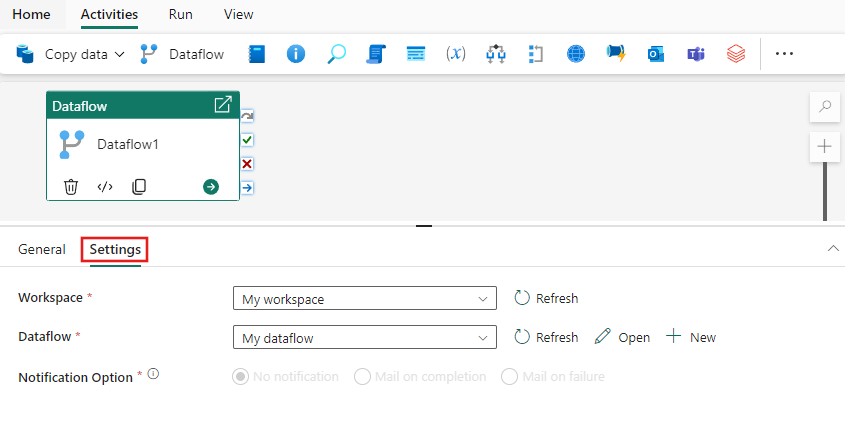 Home Activities Run View
Copy data Dataflow (x)
Dataflow
Dataflow1
</>
General Settings
Workspace * My workspace Refresh
Dataflow * My dataflow Refresh Open New
Notification Option * No notification Mail on completion Mail on failure